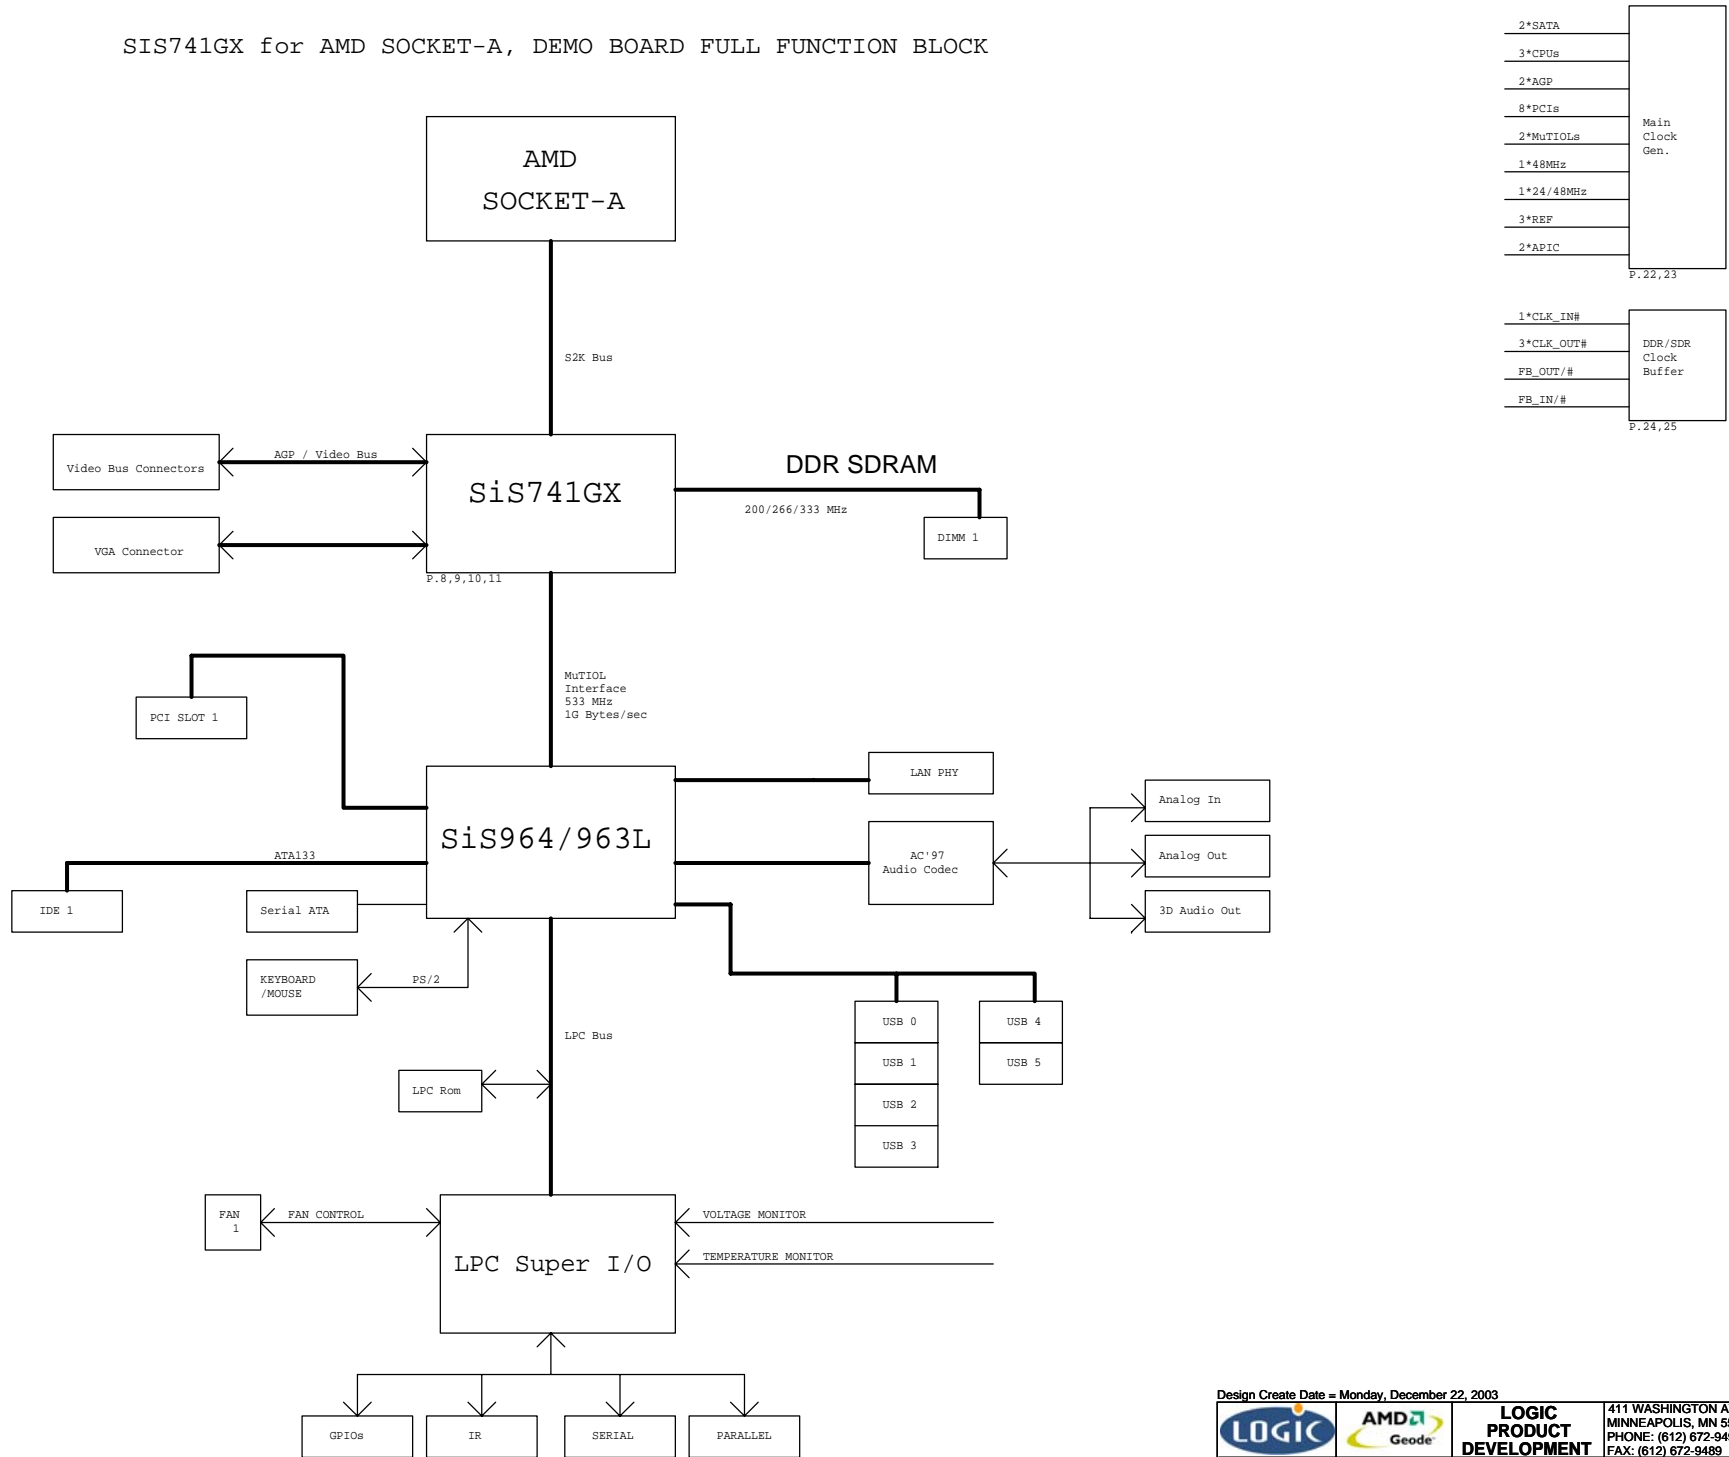 SIS741GX for AMD SOCKET-A, DEMO BOARD FULL FUNCTION BLOCK
2*SATA
3*CPUs
2*AGP
8*PCIs
2*MuTIOLs
1*48MHz
1*24/48MHz
3*REF
2*APIC
Main
Clock
Gen.
P.22,23
1*CLK_IN#
3*CLK_OUT#
FB_OUT/#
FB_IN/#
DDR/SDR
Clock
Buffer
P.24,25
AMD
SOCKET-A
S2K Bus
Video Bus Connectors
AGP / Video Bus
VGA Connector
SiS741GX
P.8,9,10,11
DDR SDRAM
200/266/333 MHz
DIMM 1
MuTIOL
Interface
533 MHz
1G Bytes/sec
PCI SLOT 1
SiS964/963L
LAN PHY
AC'97
Audio Codec
Analog In
Analog Out
3D Audio Out
ATA133
IDE 1
Serial ATA
KEYBOARD
/MOUSE
PS/2
USB 0
USB 1
USB 2
USB 3
USB 4
USB 5
LPC Bus
LPC Rom
FAN
1
FAN CONTROL
LPC Super I/O
VOLTAGE MONITOR
TEMPERATURE MONITOR
GPIOs
IR
SERIAL
PARALLEL
Design Create Date = Monday, December 22, 2003
LOGIC
AMD
Geode
LOGIC
PRODUCT
DEVELOPMENT
411 WASHINGTON
MINNEAPOLIS, MN
PHONE: (612)
FAX: (612) 672-9489